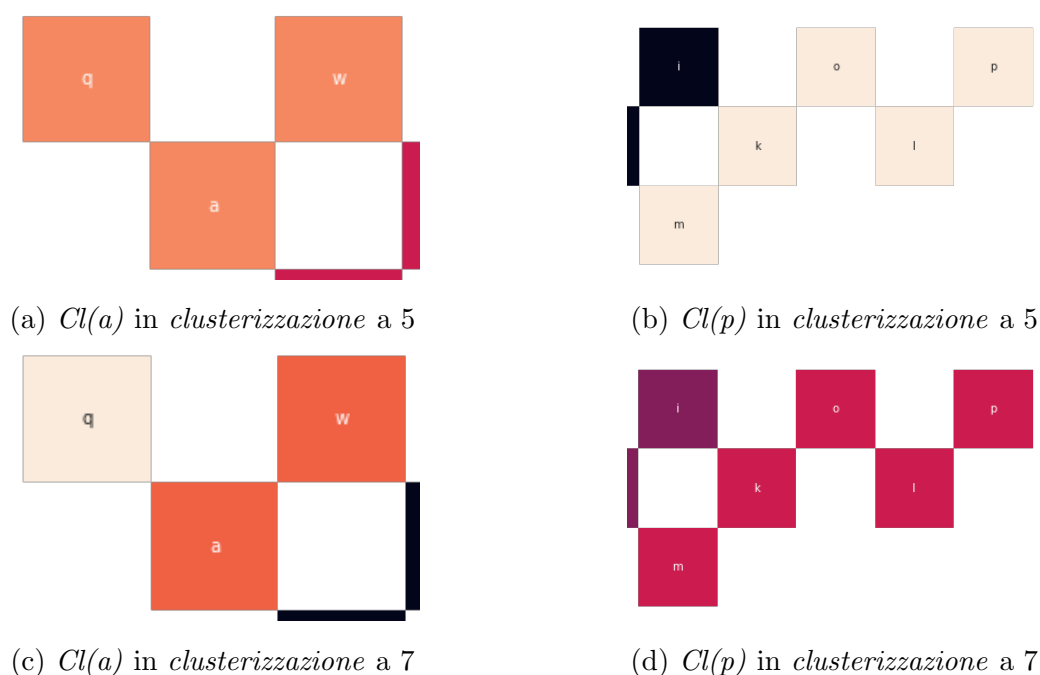 q w
a
i o p
k l
m
(a) Cl(a) in clusterizzazione a 5
(b) Cl(p) in clusterizzazione a 5
q w
a
i o p
k l
m
(c) Cl(a) in clusterizzazione a 7
(d) Cl(p) in clusterizzazione a 7